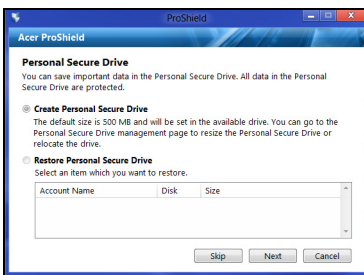 ProShield
Acer ProShield
Personal Secure Drive
You can save important data in the Personal Secure Drive. All data in the Personal
Secure Drive are protected.
Create Personal Secure Drive
The default size is 500 MB and will be set in the available drive. You can go to the
Personal Secure Drive management page to resize the Personal Secure Drive or
relocate the drive.
Restore Personal Secure Drive
Select an item which you want to restore.
Account Name Disk Size
Skip Next Cancel